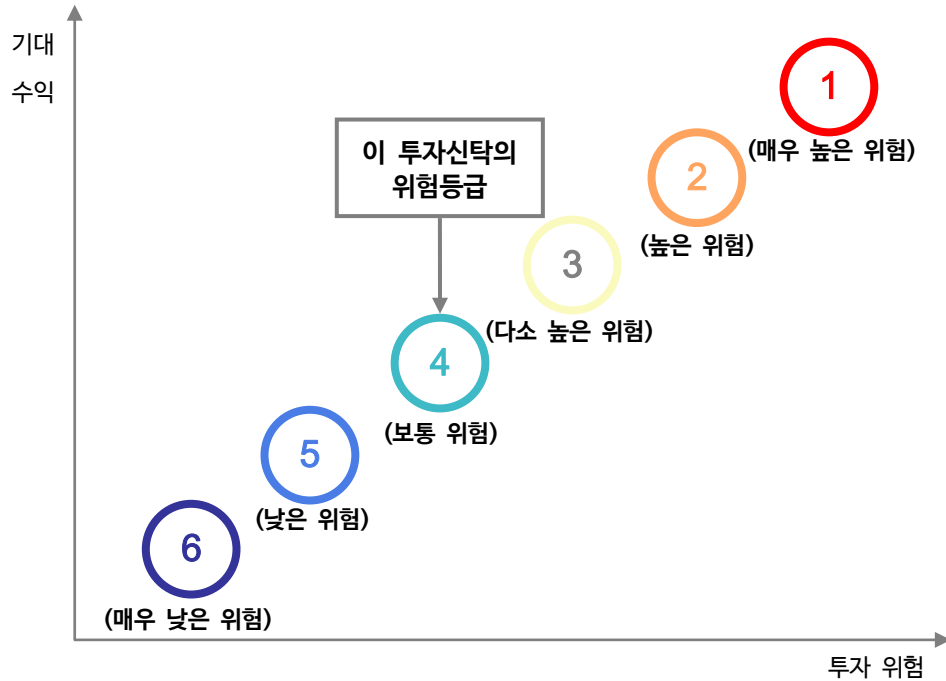 기대
수익
1
(매우 높은 위험)
이 투자신탁의
위험등급
2
(높은 위험)
3
(다소 높은 위험)
4
(보통 위험)
5
(낮은 위험)
6
(매우 낮은 위험)
투자 위험